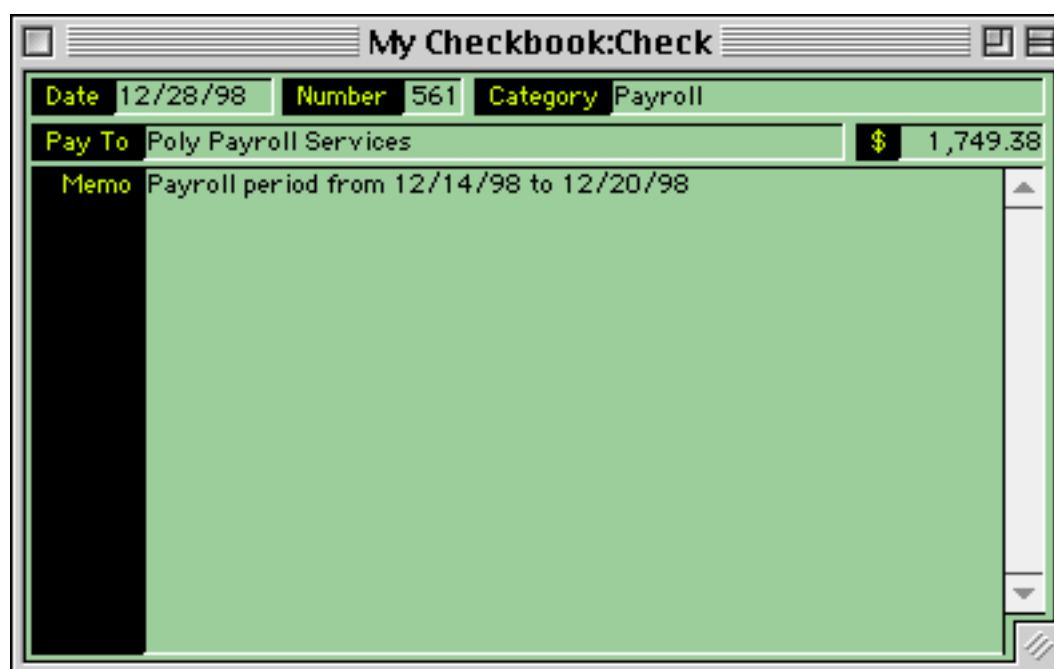 My Checkbook:Check
Date 12/28/98 Number 561 Category Payroll
Pay To Poly Payroll Services $ 1,749.38
Memo Payroll period from 12/14/98 to 12/20/98